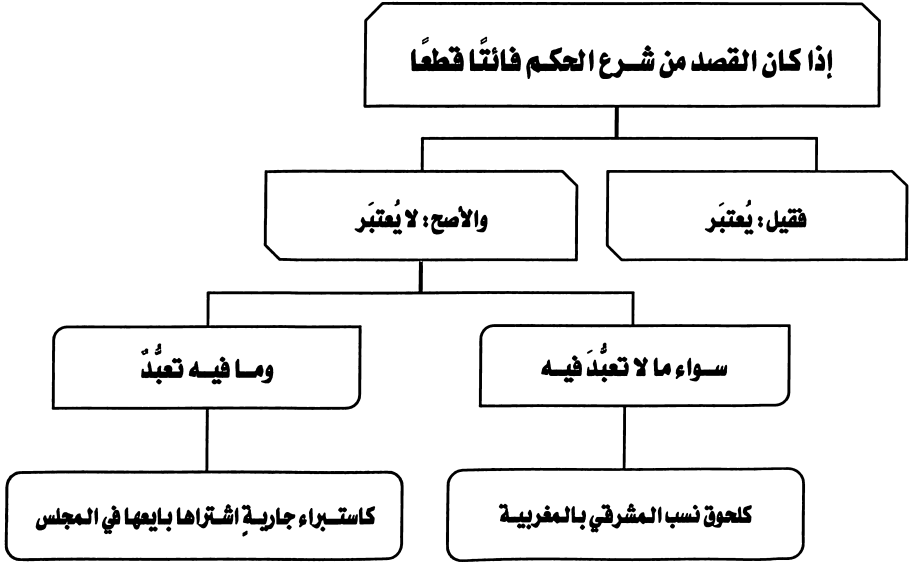 إذا كان القصد من شرع الحكم فائتًا قطعًا
فقيل: يُعتبَر
والأصح: لا يُعتبَر
سواء ما لا تعبُّدَ فيه
وما فيه تعبُّدٌ
كلحوق نسب المشرقي بالمغربية
كاستبراء جاريةٍ اشتراها بايعها في المجلس